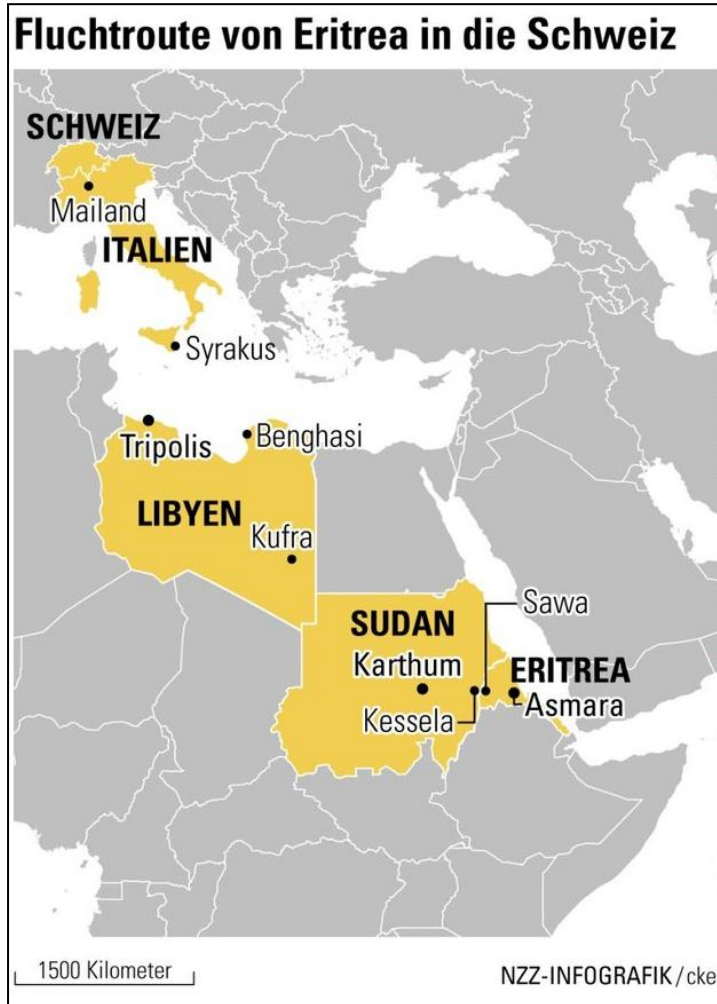 Fluchtroute von Eritrea in die Schweiz
SCHWEIZ
Mailand
ITALIEN
Syrakus
Tripolis
Benghasi
LIBYEN
Kufra
Sawa
SUDAN
Karthum
ERITREA
Kessela
Asmara
1500 Kilometer
NZZ-INFOGRAFIK/cke